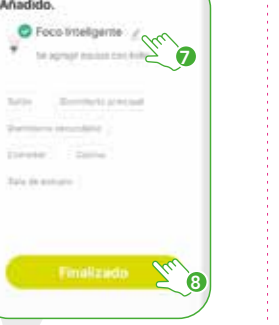 Añadido.
Foco Inteligente
Se agregó equipo con éxito
7
Salón Dormitorio principal
Dormitorio secundario
Comedor Cocina
Sala de estudio
Finalizado
8